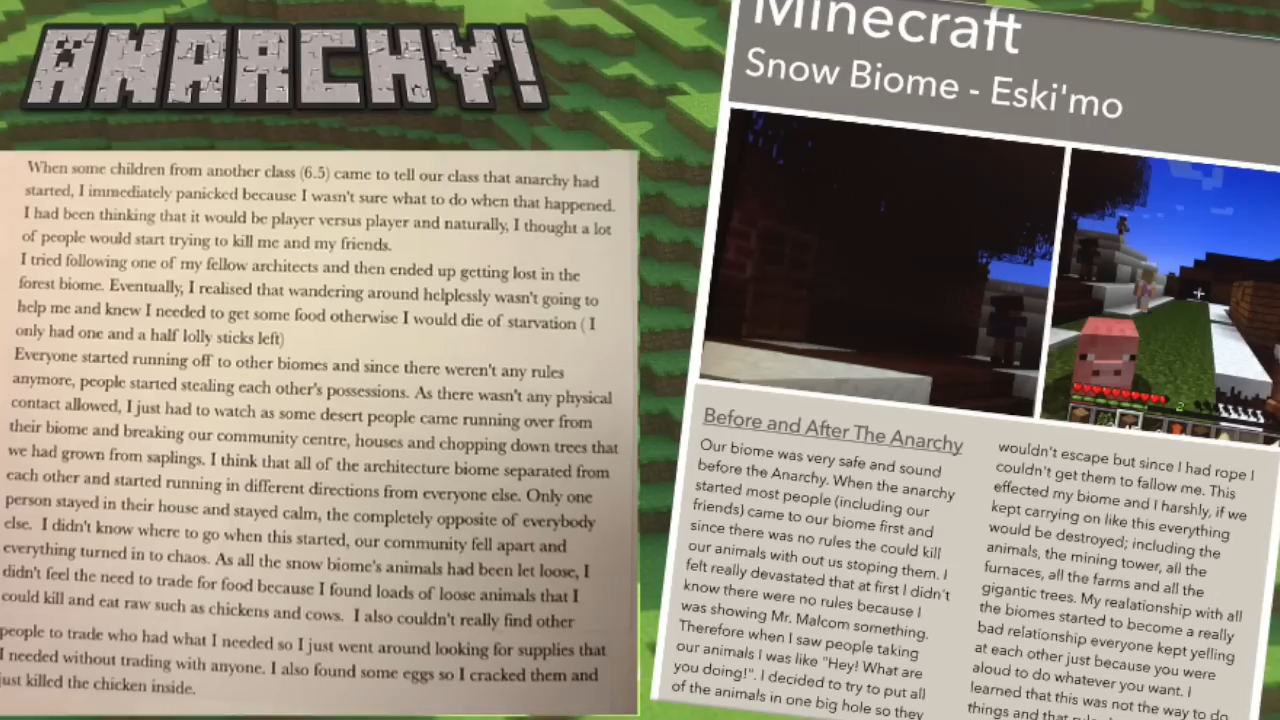 ANARCHY!
When some children from another class (6.5) came to tell our class that anarchy had
started, I immediately panicked because I wasn't sure what to do when that happened.
I had been thinking that it would be player versus player and naturally, I thought a lot
of people would start trying to kill me and my friends.
I tried following one of my fellow architects and then ended up getting lost in the
forest biome. Eventually, I realised that wandering around helplessly wasn't going to
help me and knew I needed to get some food otherwise I would die of starvation ( I
only had one and a half lolly sticks left)
Everyone started running off to other biomes and since there weren't any rules
anymore, people started stealing each other's possessions. As there wasn't any physical
contact allowed, I just had to watch as some desert people came running over from
their biome and breaking our community centre, houses and chopping down trees that
we had grown from saplings. I think that all of the architecture biome separated from
each other and started running in different directions from everyone else. Only one
person stayed in their house and stayed calm, the completely opposite of everybody
else. I didn't know where to go when this started, our community fell apart and
everything turned in to chaos. As all the snow biome's animals had been let loose, I
didn't feel the need to trade for food because I found loads of loose animals that I
could kill and eat raw such as chickens and cows. I also couldn't really find other
people to trade who had what I needed so I just went around looking for supplies that
I needed without trading with anyone. I also found some eggs so I cracked them and
just killed the chicken inside.
Minecraft
Snow Biome - Eski'mo
2
Before and After The Anarchy
Our biome was very safe and sound
before the Anarchy. When the anarchy
started most people (including our
friends) came to our biome first and
since there was no rules the could kill
our animals with out us stoping them. I
felt really devastated that at first I didn't
know there were no rules because I
was showing Mr. Malcom something.
Therefore when I saw people taking
our animals I was like "Hey! What are
you doing!". I decided to try to put all
of the animals in one big hole so they
wouldn't escape but since I had rope I
couldn't get them to fallow me. This
effected my biome and I harshly, if we
kept carrying on like this everything
would be destroyed; including the
animals, the mining tower, all the
furnaces, all the farms and all the
gigantic trees. My realationship with all
the biomes started to become a really
bad relationship everyone kept yelling
at each other just because you were
aloud to do whatever you want. I
learned that this was not the way to do
things and that